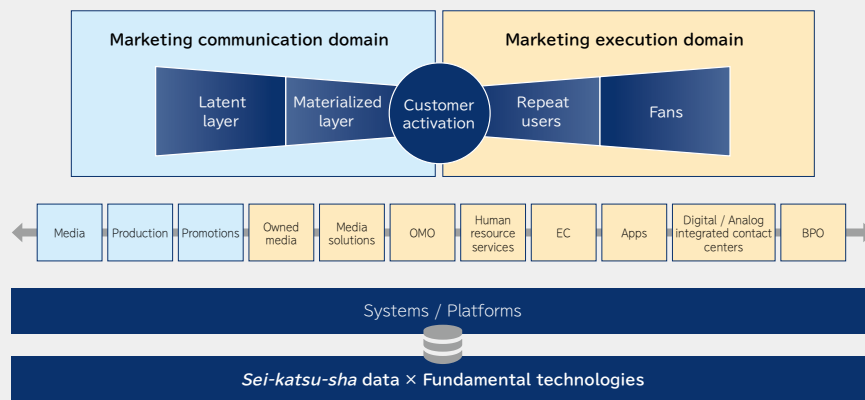 Marketing communication domain
Marketing execution domain
Latent
layer
Materialized
layer
Customer
activation
Repeat
users
Fans
Media
Production
Promotions
Owned
media
Media
solutions
OMO
Human
resource
services
EC
Apps
Digital / Analog
integrated contact
centers
BPO
Systems / Platforms
Sei-katsu-sha data × Fundamental technologies